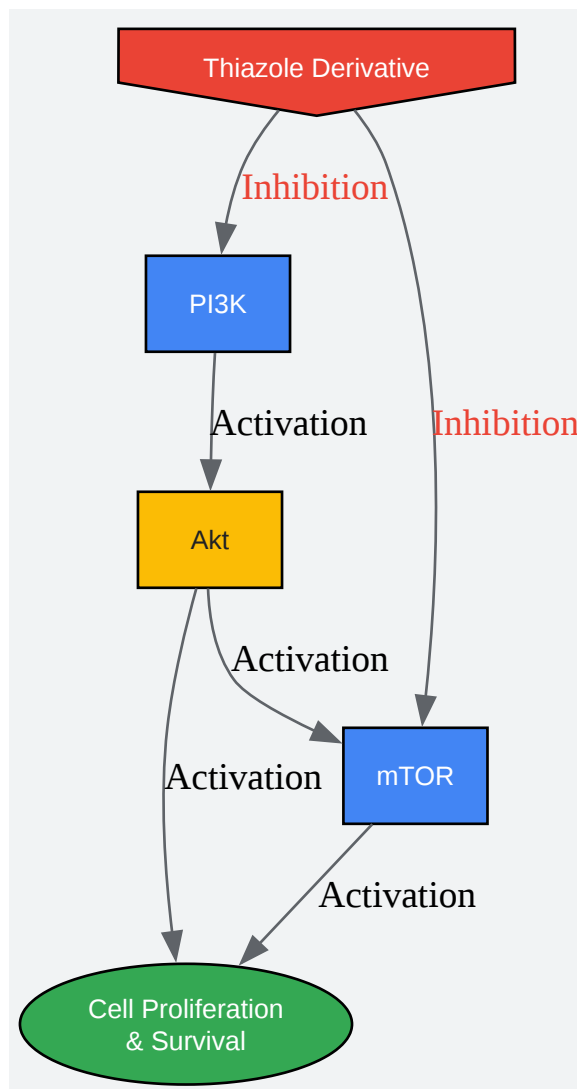 Thiazole Derivative
Inhibition
PI3K
Activation
Inhibition
Akt
Activation
mTOR
Activation
Activation
Cell Proliferation
& Survival